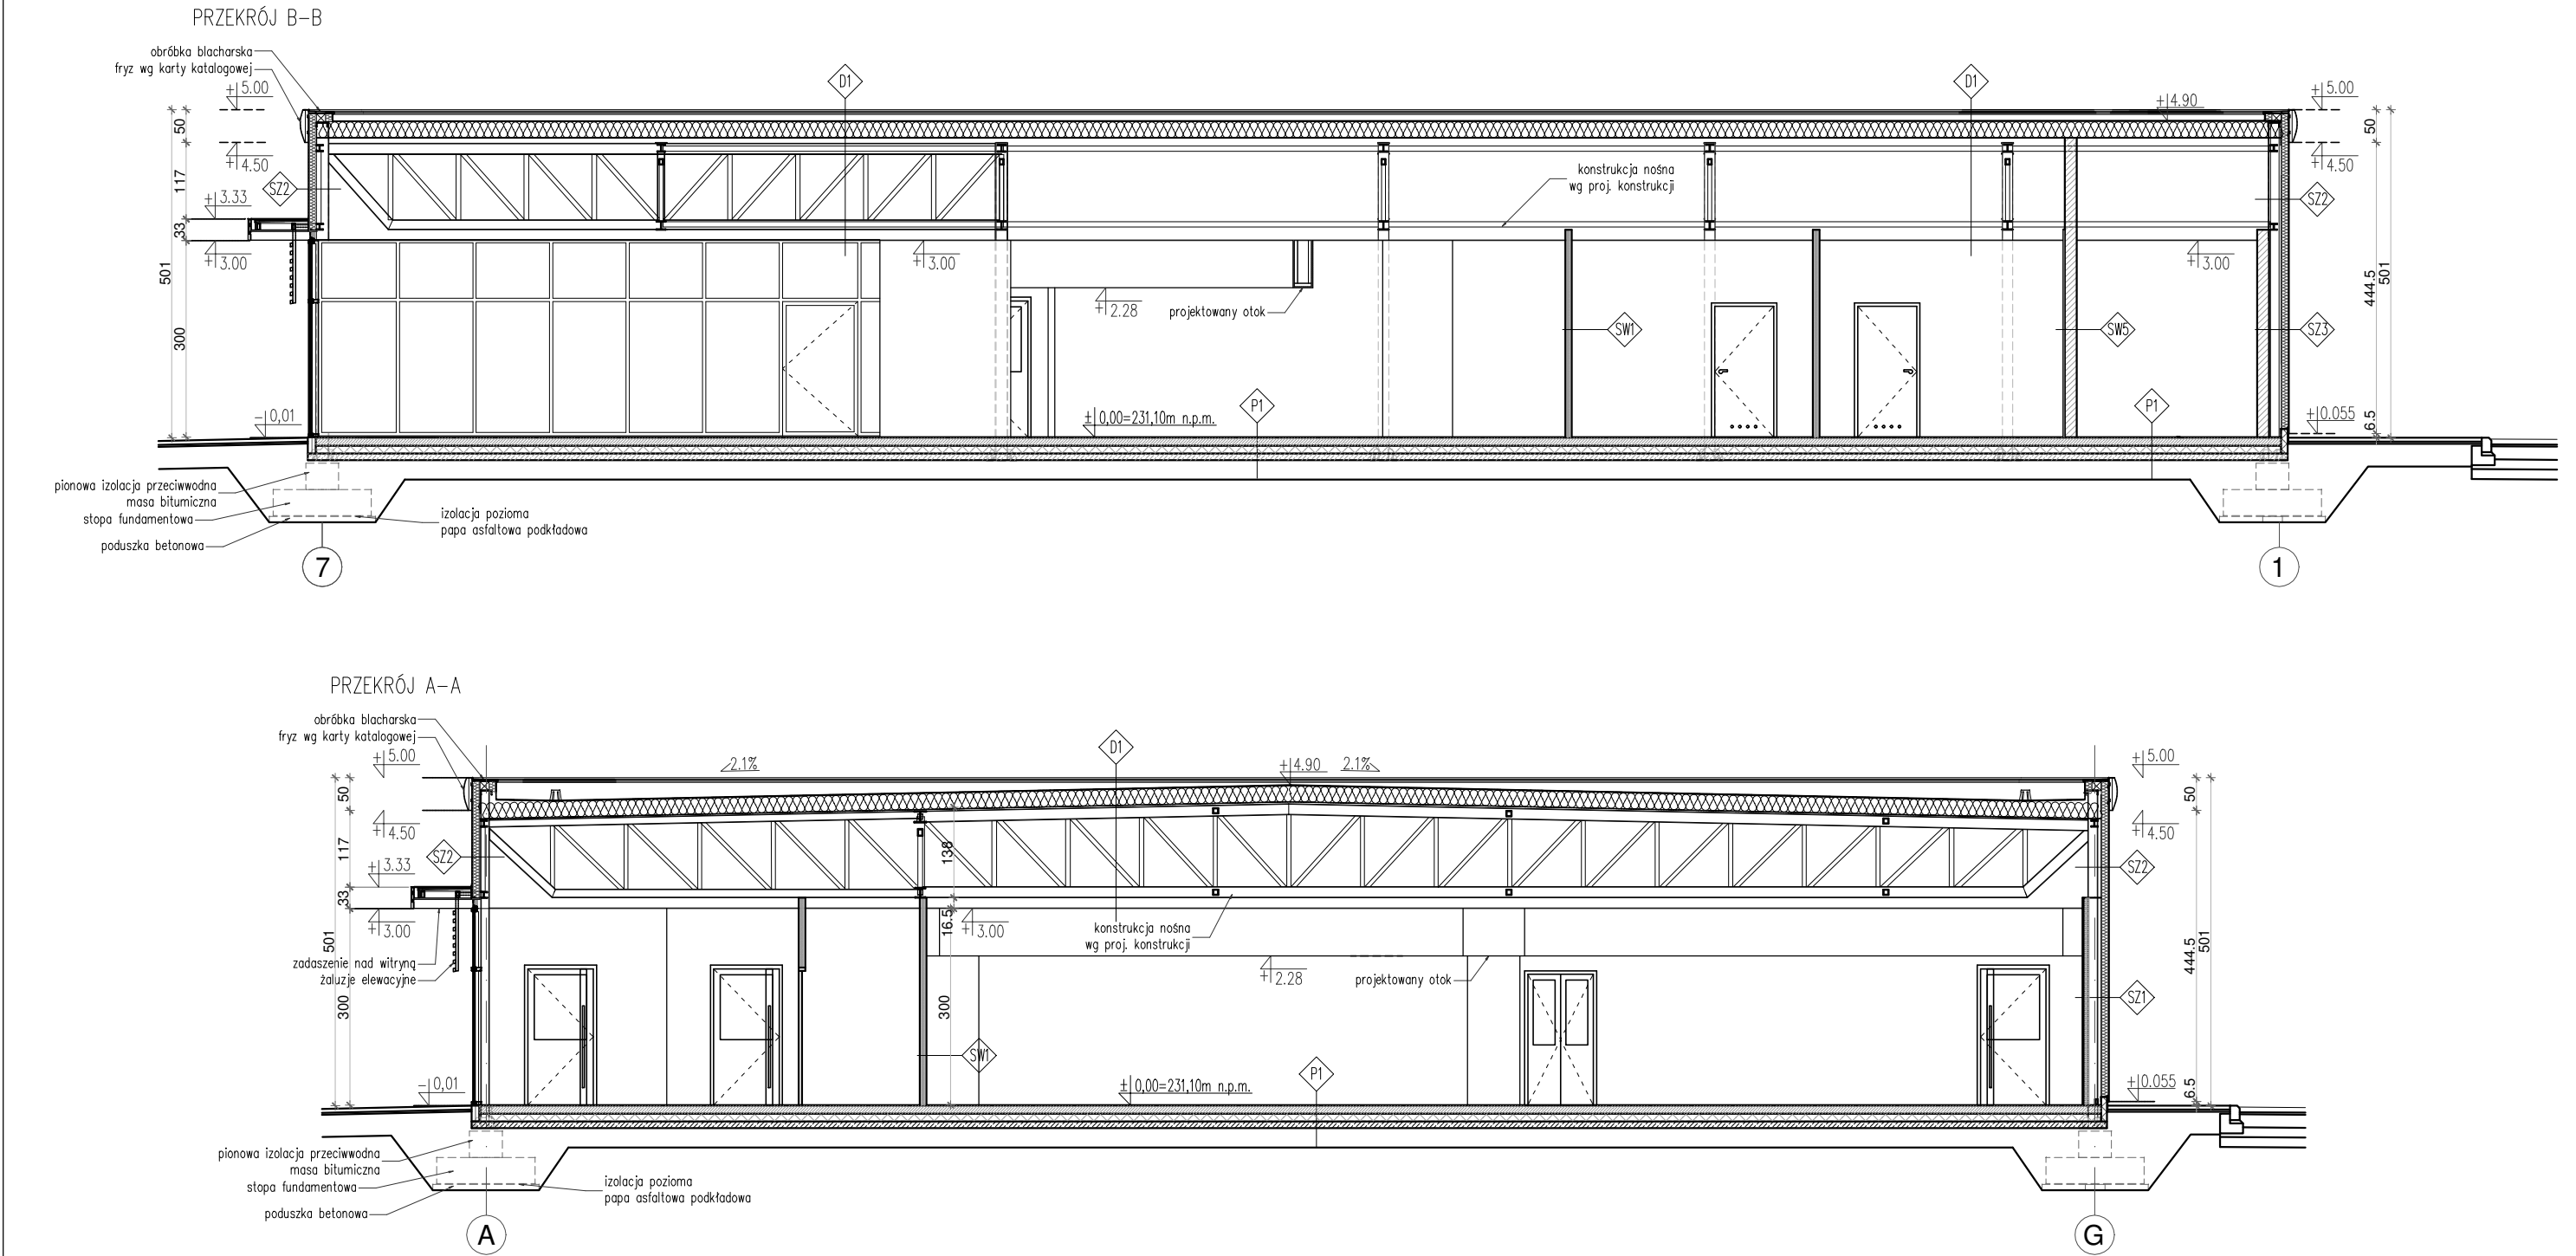 PRZEKRÓJ B-B
obróbka blacharska
fryz wg karty katalogowej
+5.00
D1
D1
+4.90
+5.00
50
50
+4.50
+4.50
konstrukcja nośna
wg proj. konstrukcji
117
SZ2
SZ2
+3.33
33
+3.00
+3.00
+3.00
501
444.5
501
+2.28
projektowany otok
300
SW1
SW5
SZ3
-0,01
±0,00=231,10m n.p.m.
P1
P1
+0.055
6.5
pionowa izolacja przeciwwodna
masa bitumiczna
stopa fundamentowa
poduszka betonowa
izolacja pozioma
papa asfaltowa podkładowa
7
1
PRZEKRÓJ A-A
obróbka blacharska
fryz wg karty katalogowej
+5.00
2.1%
D1
+4.90
2.1%
+5.00
50
50
+4.50
+4.50
117
SZ2
138
SZ2
+3.33
33
+3.00
16.5
+3.00
konstrukcja nośna
wg proj. konstrukcji
501
444.5
501
zadaszenie nad witryną
żaluzje elewacyjne
+2.28
projektowany otok
300
300
SZ1
SW1
-0,01
±0,00=231,10m n.p.m.
P1
+0.055
6.5
pionowa izolacja przeciwwodna
masa bitumiczna
stopa fundamentowa
poduszka betonowa
izolacja pozioma
papa asfaltowa podkładowa
A
G